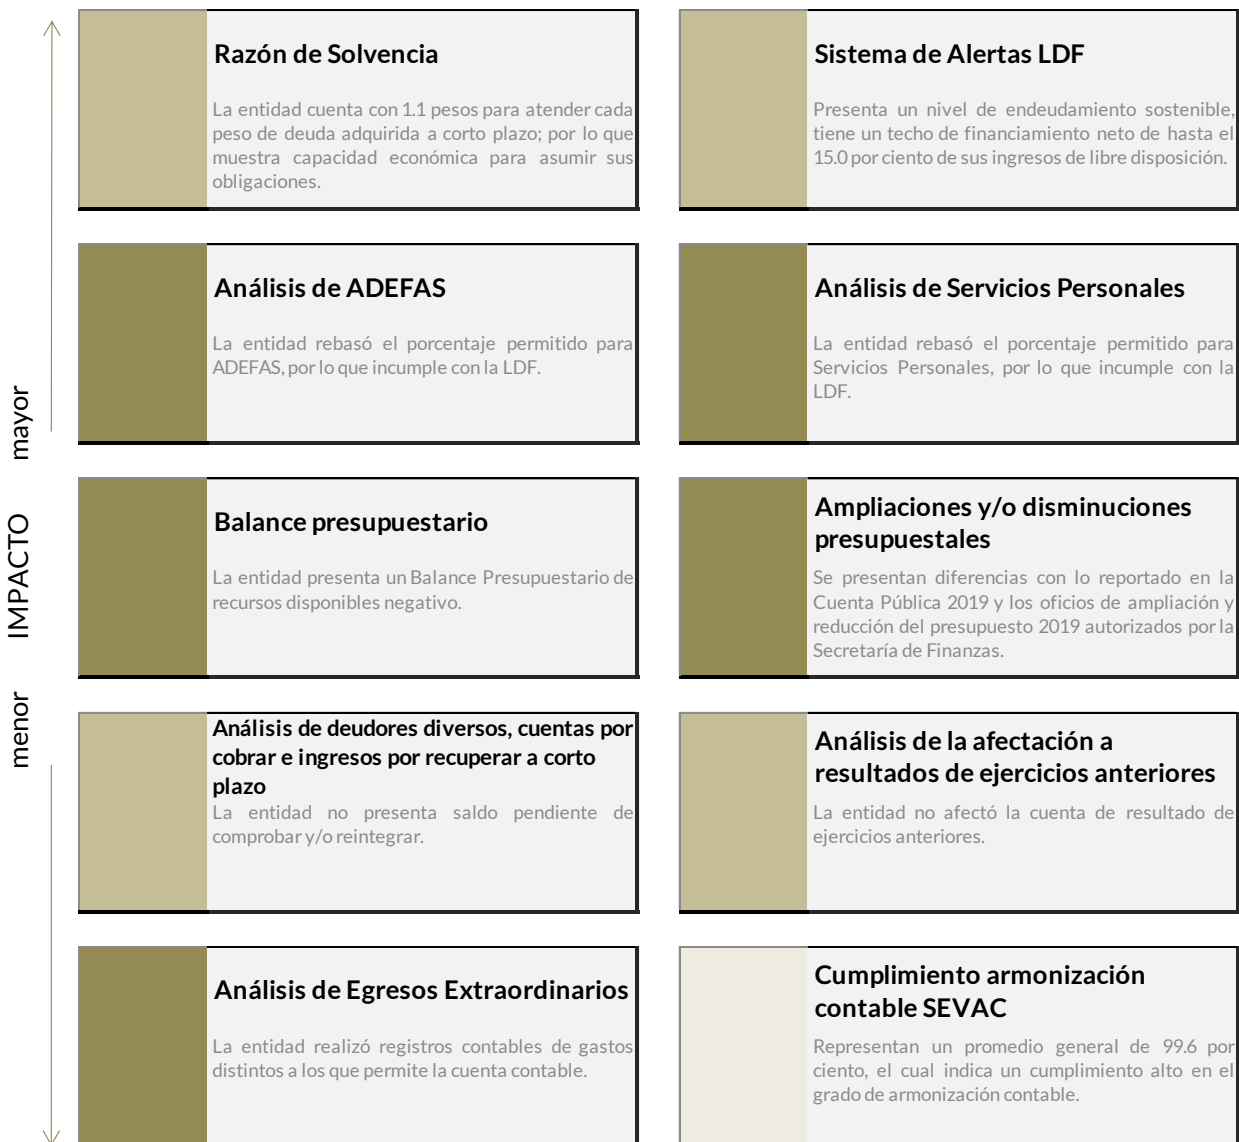 Razón de Solvencia
La entidad cuenta con 1.1 pesos para atender cada
peso de deuda adquirida a corto plazo; por lo que
muestra capacidad económica para asumir sus
obligaciones.
Sistema de Alertas LDF
Presenta un nivel de endeudamiento sostenible,
tiene un techo de financiamiento neto de hasta el
15.0 por ciento de sus ingresos de libre disposición.
Análisis de ADEFAS
La entidad rebasó el porcentaje permitido para
ADEFAS, por lo que incumple con la LDF.
Análisis de Servicios Personales
La entidad rebasó el porcentaje permitido para
Servicios Personales, por lo que incumple con la
LDF.
mayor
IMPACTO
menor
Balance presupuestario
La entidad presenta un Balance Presupuestario de
recursos disponibles negativo.
Ampliaciones y/o disminuciones
presupuestales
Se presentan diferencias con lo reportado en la
Cuenta Pública 2019 y los oficios de ampliación y
reducción del presupuesto 2019 autorizados por la
Secretaría de Finanzas.
Análisis de deudores diversos, cuentas por
cobrar e ingresos por recuperar a corto
plazo
La entidad no presenta saldo pendiente de
comprobar y/o reintegrar.
Análisis de la afectación a
resultados de ejercicios anteriores
La entidad no afectó la cuenta de resultado de
ejercicios anteriores.
Análisis de Egresos Extraordinarios
La entidad realizó registros contables de gastos
distintos a los que permite la cuenta contable.
Cumplimiento armonización
contable SEVAC
Representan un promedio general de 99.6 por
ciento, el cual indica un cumplimiento alto en el
grado de armonización contable.